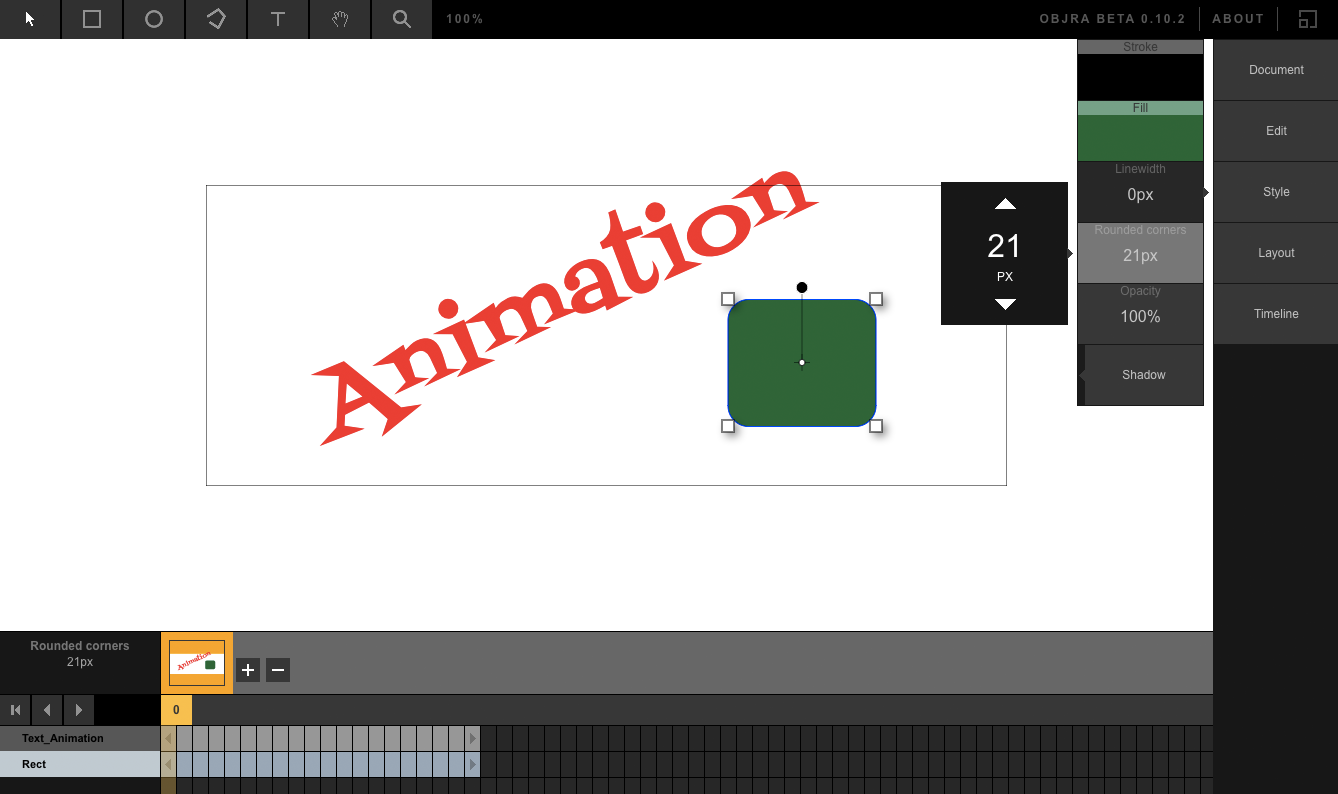 100% OBJRA BETA 0.10.2 ABOUT
Stroke
Fill
Linewidth
0px
Rounded corners
21px
Opacity
100%
Shadow
Document
Edit
Style
Layout
Timeline
21
PX
Animation
Rounded corners
21px
Animation
0
Text_Animation
Rect